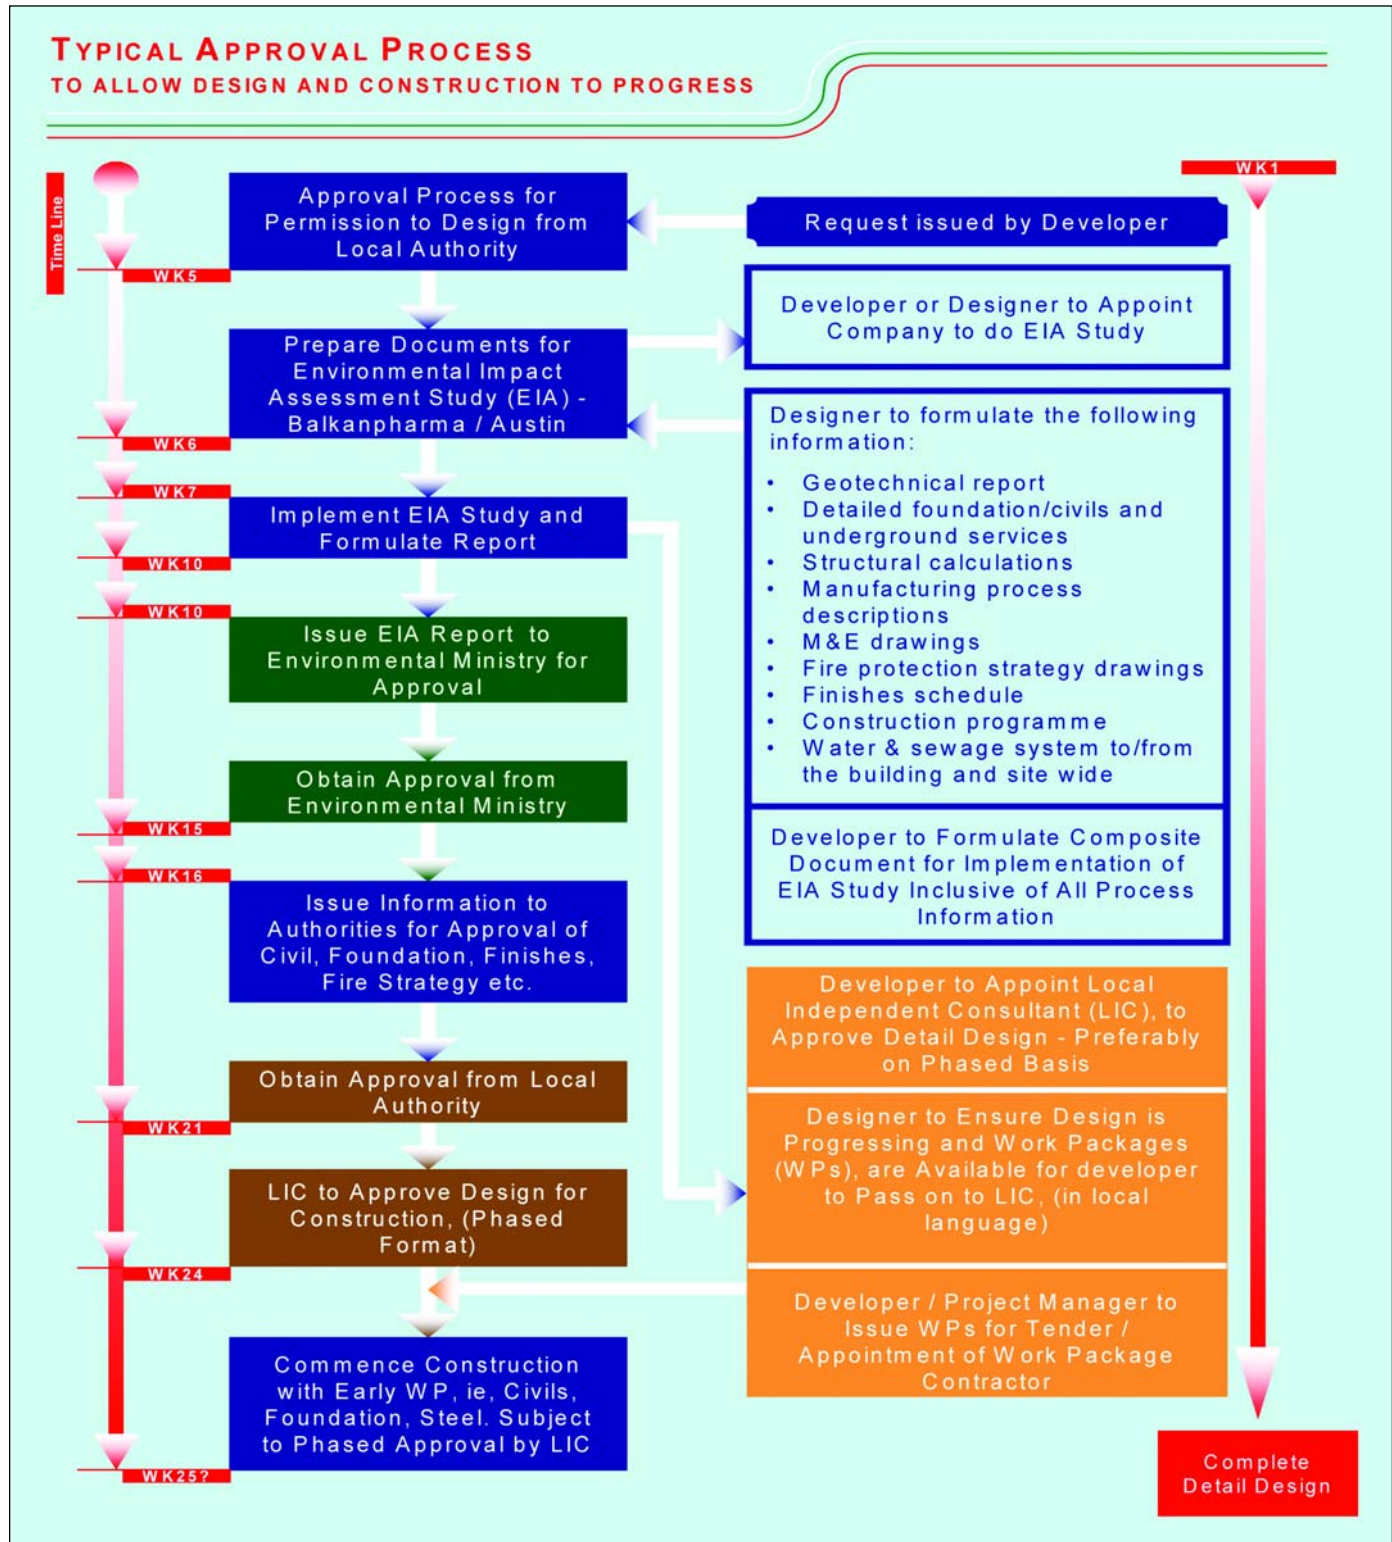 TYPICAL APPROVAL PROCESS
TO ALLOW DESIGN AND CONSTRUCTION TO PROGRESS
Time Line
WK1
Approval Process for
Permission to Design from
Local Authority
Request issued by Developer
WK5
Developer or Designer to Appoint
Company to do EIA Study
Prepare Documents for
Environmental Impact
Assessment Study (EIA) -
Balkanpharma / Austin
WK6
Designer to formulate the following
information:
• Geotechnical report
• Detailed foundation/civils and
underground services
• Structural calculations
• Manufacturing process
descriptions
• M&E drawings
• Fire protection strategy drawings
• Finishes schedule
• Construction programme
• Water & sewage system to/from
the building and site wide
WK7
Implement EIA Study and
Formulate Report
WK10
WK10
Issue EIA Report to
Environmental Ministry for
Approval
Obtain Approval from
Environmental Ministry
WK15
Developer to Formulate Composite
Document for Implementation of
EIA Study Inclusive of All Process
Information
WK16
Issue Information to
Authorities for Approval of
Civil, Foundation, Finishes,
Fire Strategy etc.
Developer to Appoint Local
Independent Consultant (LIC), to
Approve Detail Design - Preferably
on Phased Basis
Obtain Approval from Local
Authority
WK21
Designer to Ensure Design is
Progressing and Work Packages
(WPs), are Available for developer
to Pass on to LIC, (in local
language)
LIC to Approve Design for
Construction, (Phased
Format)
WK24
Developer / Project Manager to
Issue WPs for Tender /
Appointment of Work Package
Contractor
Commence Construction
with Early WP, ie, Civils,
Foundation, Steel. Subject
to Phased Approval by LIC
WK25?
Complete
Detail Design